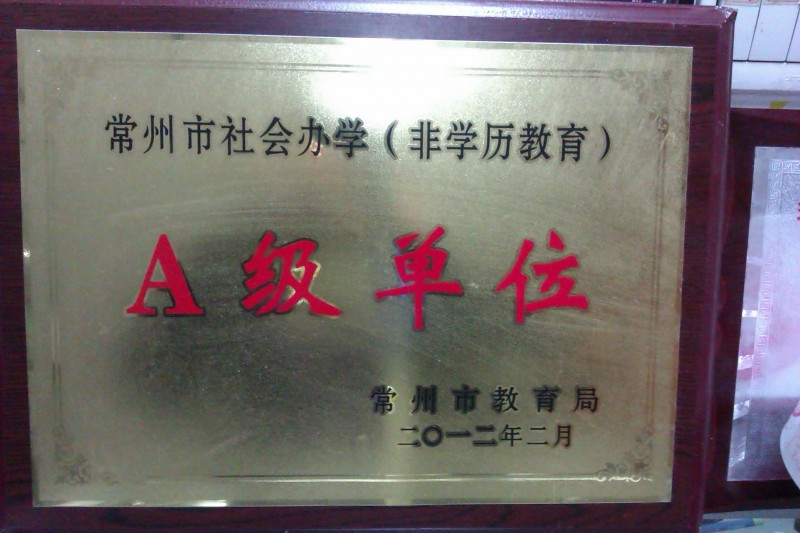 常州市社会办学（非学历教育）
A级单位
常州市教育局
二〇一二年二月